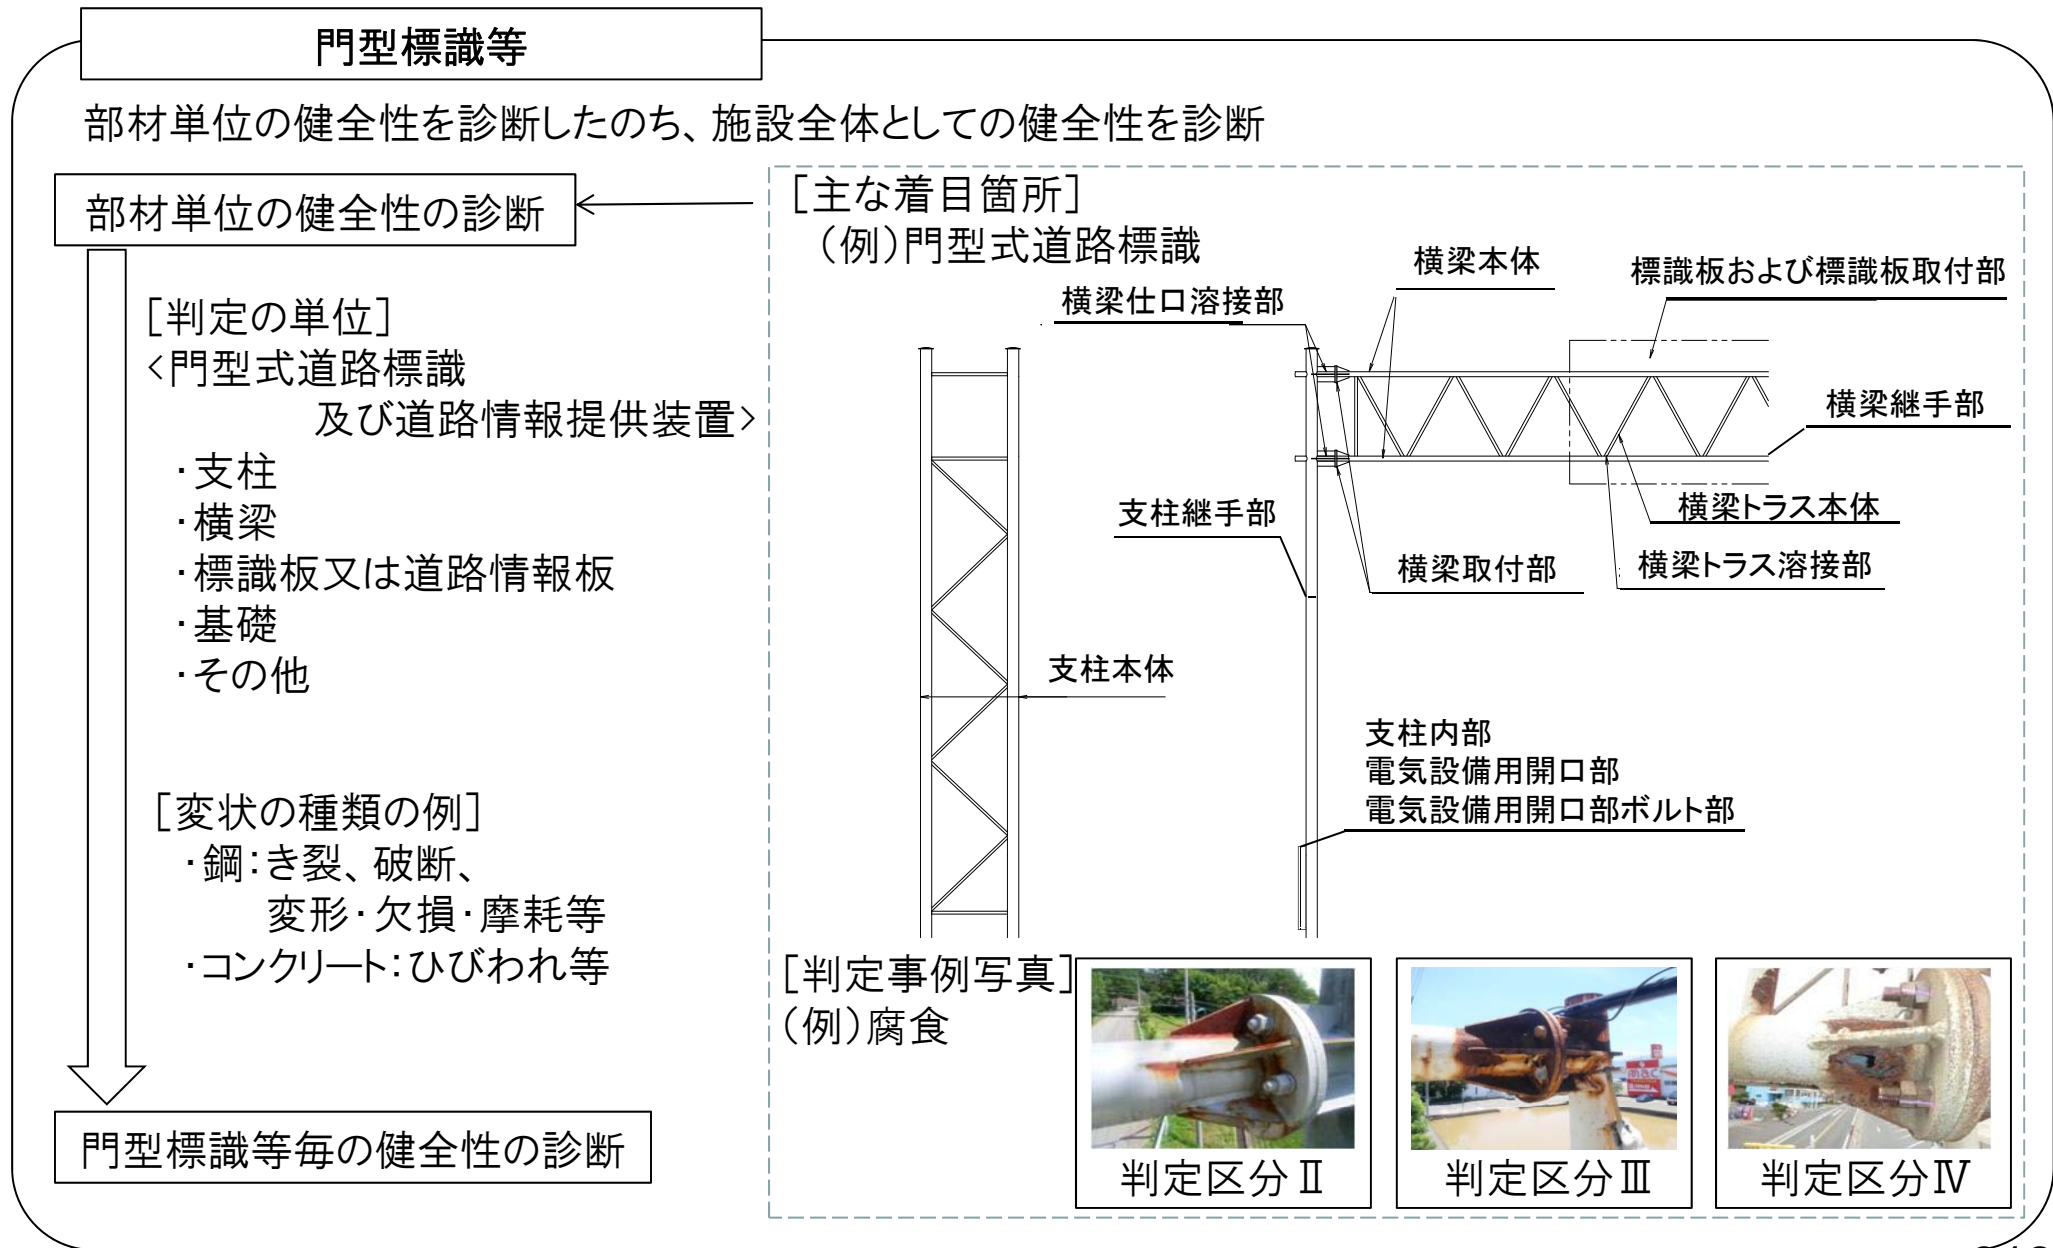 門型標識等
部材単位の健全性を診断したのち、施設全体としての健全性を診断
部材単位の健全性の診断
［判定の単位］
<門型式道路標識
及び道路情報提供装置>
・支柱
・横梁
・標識板又は道路情報板
・基礎
・その他
［変状の種類の例］
・鋼：き裂、破断、
変形・欠損・摩耗等
・コンクリート：ひびわれ等
門型標識等毎の健全性の診断
［主な着目箇所］
（例）門型式道路標識
横梁本体
標識板および標識板取付部
横梁仕口溶接部
横梁継手部
支柱継手部
横梁トラス本体
横梁取付部
横梁トラス溶接部
支柱本体
支柱内部
電気設備用開口部
電気設備用開口部ボルト部
［判定事例写真］
（例）腐食
mac
判定区分Ⅱ
判定区分Ⅲ
判定区分Ⅳ